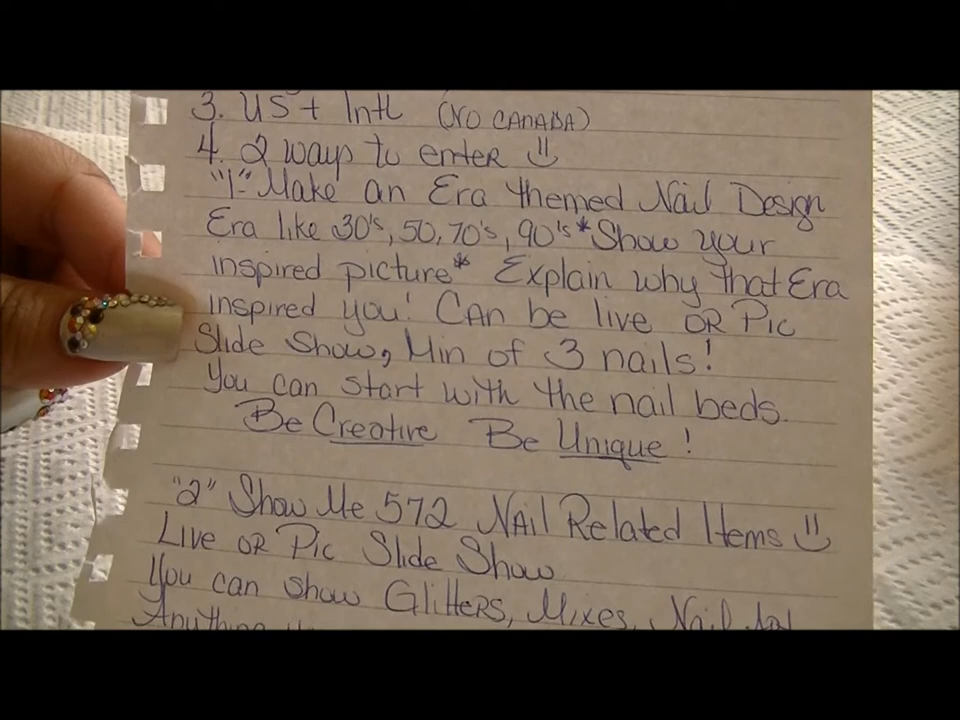 3. US + Intl (NO CANADA)
4. 2 ways to enter
"1" Make an Era themed Nail Design
Era like 30's, 50, 70's, 90's *Show your
inspired picture* Explain why that Era
inspired you! Can be live OR Pic
Slide Show, Min of 3 nails!
You can start with the nail beds.
Be Creative Be Unique!
"2" Show Me 572 Nail Related Items
Live OR Pic Slide Show
You can show Glitters, Mixes, Nail
Anything